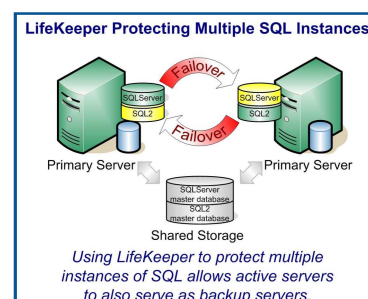 LifeKeeper Protecting Multiple SQL Instances
Failover
SQLServer
SQL2
SQLServer
SQL2
Failover
Primary Server
Primary Server
SQLServer
master database
SQL2
master database
Shared Storage
Using LifeKeeper to protect multiple
instances of SQL allows active servers
to also serve as backup servers